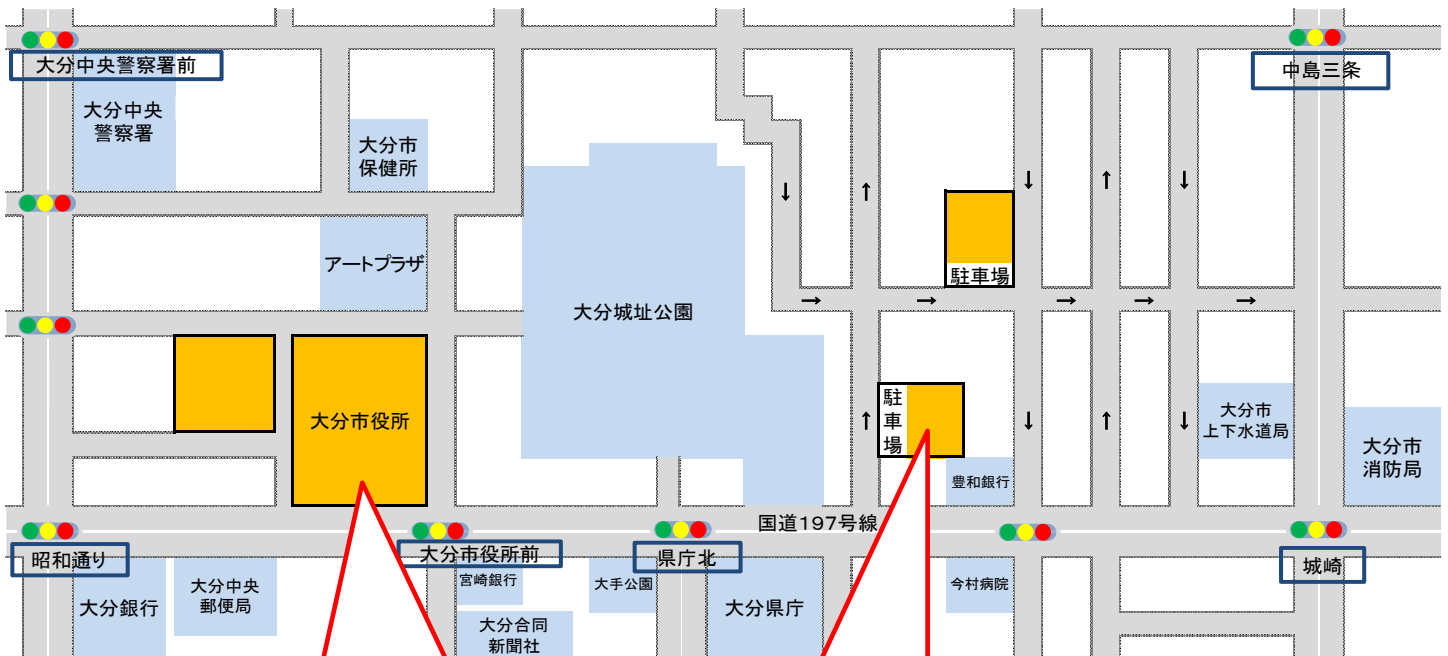 大分中央警察署前
中島三条
大分中央
警察署
大分市
保健所
アートプラザ
駐車場
大分城址公園
大分市役所
駐
車
場
大分市
上下水道局
大分市
消防局
豊和銀行
国道197号線
昭和通り
大分市役所前
県庁北
城崎
大分銀行
大分中央
郵便局
宮崎銀行
大手公園
大分県庁
今村病院
大分合同
新聞社